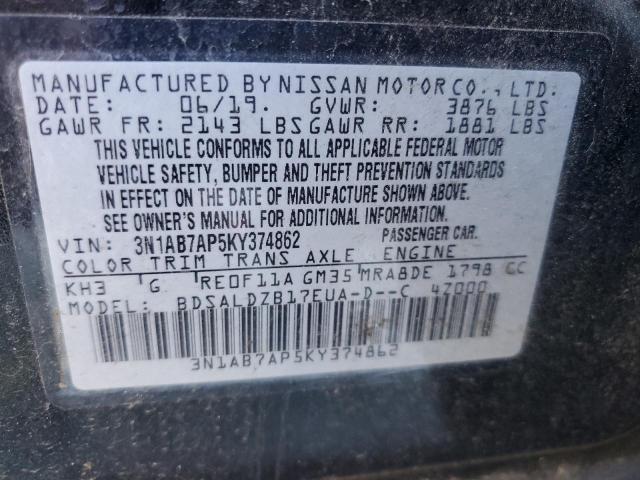 MANUFACTURED BY NISSAN MOTOR CO., LTD.
DATE: 06/19. GVWR: 3876 LBS
GAWR FR: 2143 LBS GAWR RR: 1881 LBS
THIS VEHICLE CONFORMS TO ALL APPLICABLE FEDERAL MOTOR
VEHICLE SAFETY, BUMPER AND THEFT PREVENTION STANDARDS
IN EFFECT ON THE DATE OF MANUFACTURE SHOWN ABOVE.
SEE OWNER'S MANUAL FOR ADDITIONAL INFORMATION.
VIN: 3N1AB7AP5KY374862 PASSENGER CAR.
COLOR TRIM TRANS AXLE ENGINE
KH3 G RE0F11A GM35 MRA8DE 1798 CC
MODEL: BDSALDZB17EUA-D--C 4Z000
3N1AB7AP5KY374862